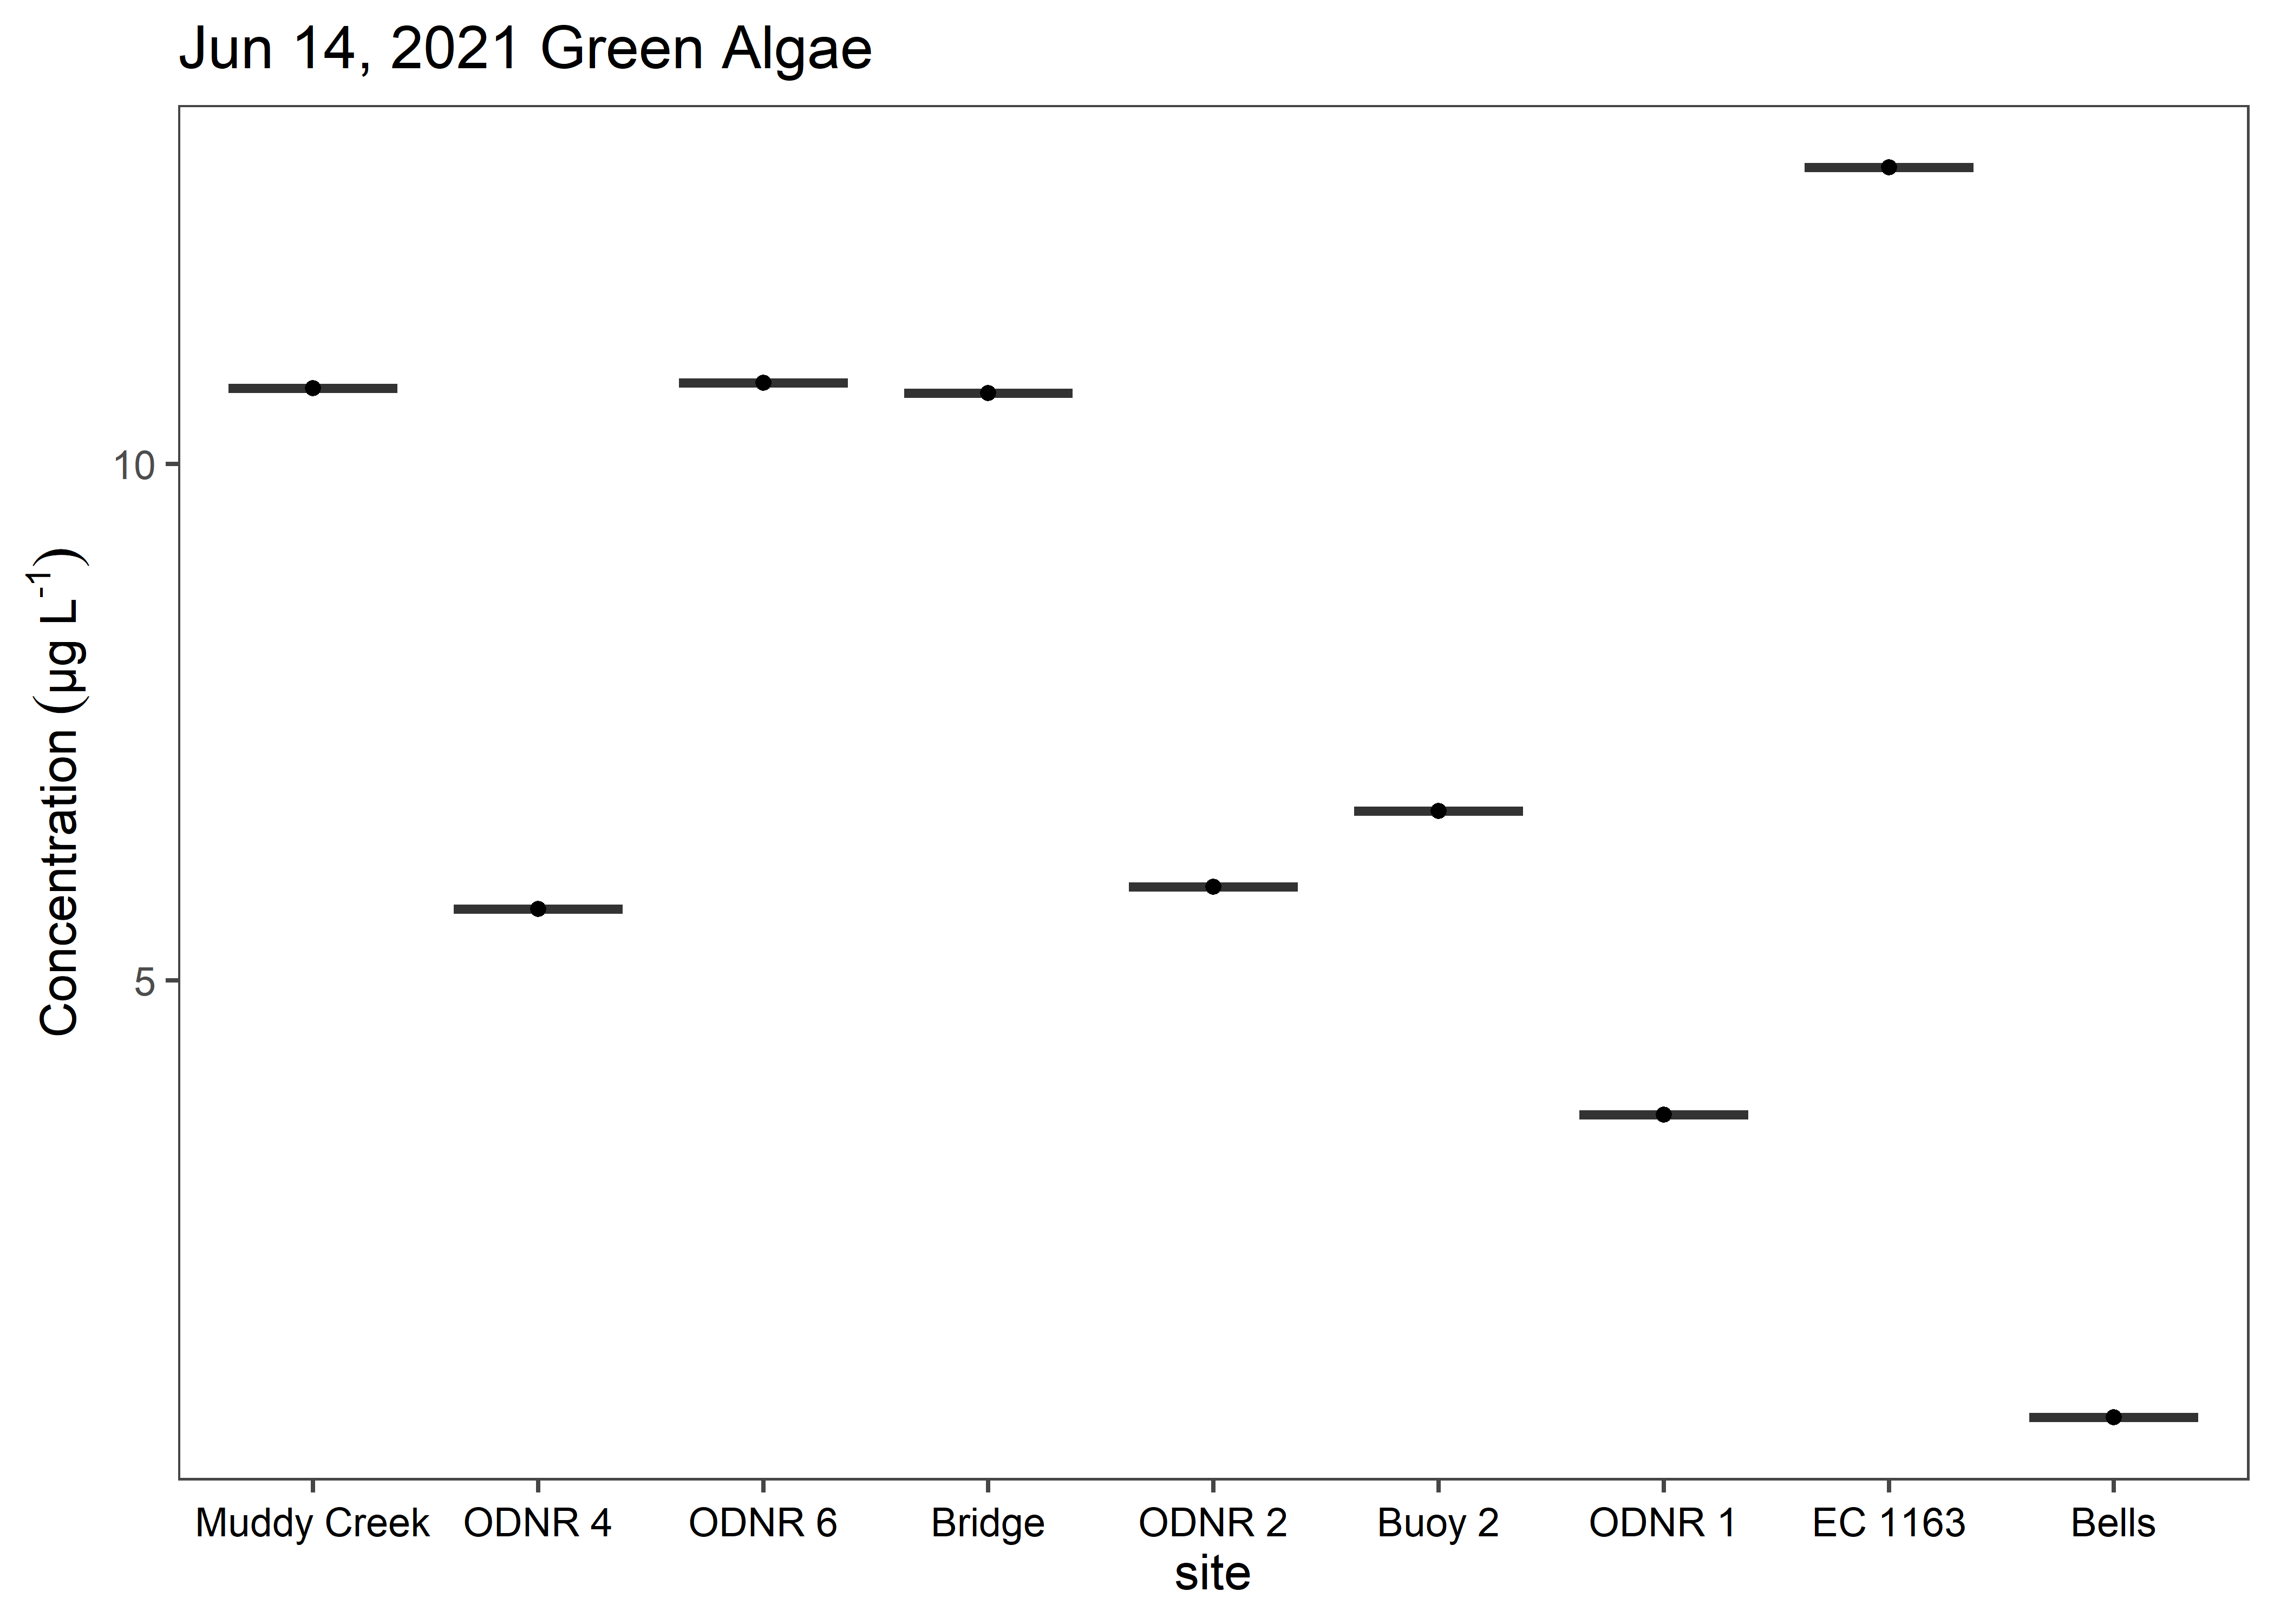 Jun 14, 2021 Green Algae
Concentration (µg L⁻¹)
10
5
Muddy Creek ODNR 4 ODNR 6 Bridge ODNR 2 Buoy 2 ODNR 1 EC 1163 Bells
site